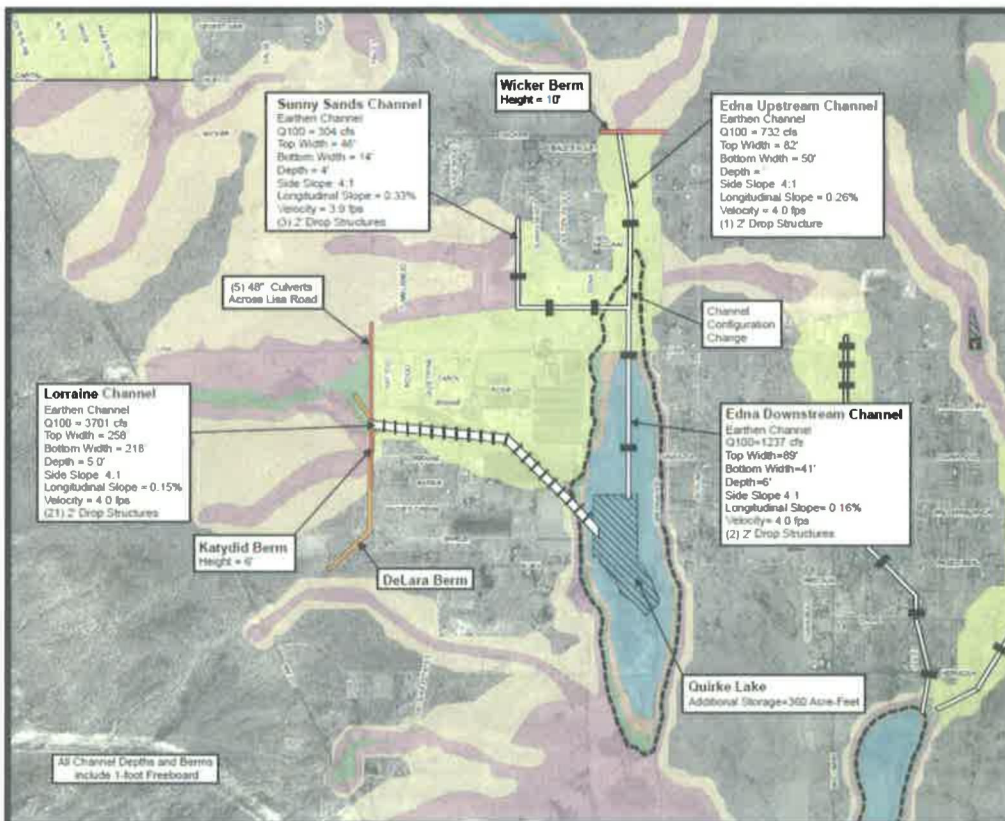 Wicker Berm
Height = 10'
Sunny Sands Channel
Earthen Channel
Q100 = 304 cfs
Top Width = 46'
Bottom Width = 14'
Depth = 4'
Side Slope 4:1
Longitudinal Slope = 0.33%
Velocity = 3.9 fps
(3) 2' Drop Structures
Edna Upstream Channel
Earthen Channel
Q100 = 732 cfs
Top Width = 82'
Bottom Width = 50'
Depth = '
Side Slope 4:1
Longitudinal Slope = 0.26%
Velocity = 4.0 fps
(1) 2' Drop Structure
(5) 48" Culverts
Across Lisa Road
Channel
Configuration
Change
Lorraine Channel
Earthen Channel
Q100 = 3701 cfs
Top Width = 258'
Bottom Width = 218'
Depth = 5.0'
Side Slope 4:1
Longitudinal Slope = 0.15%
Velocity = 4.0 fps
(21) 2' Drop Structures
Edna Downstream Channel
Earthen Channel
Q100=1237 cfs
Top Width=89'
Bottom Width=41'
Depth=6'
Side Slope 4:1
Longitudinal Slope= 0.16%
Velocity= 4.0 fps
(2) 2' Drop Structures
Katydid Berm
Height = 6'
DeLara Berm
Quirke Lake
Additional Storage=360 Acre-Feet
All Channel Depths and Berms
include 1-foot Freeboard